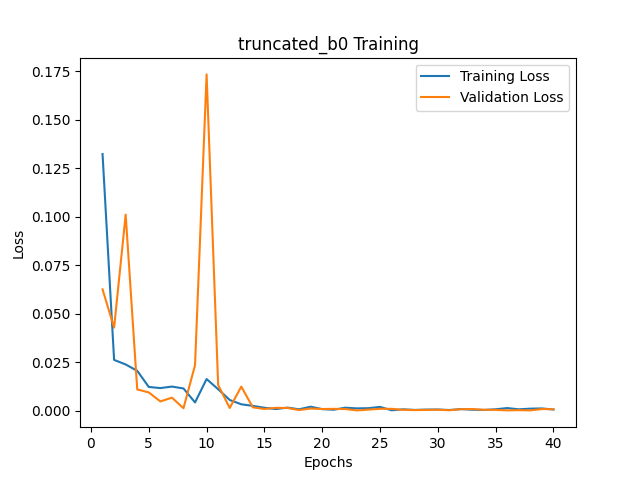 truncated_b0 Training
Training Loss
Validation Loss
0.175
0.150
0.125
0.100
0.075
0.050
0.025
0.000
Loss
0 5 10 15 20 25 30 35 40
Epochs